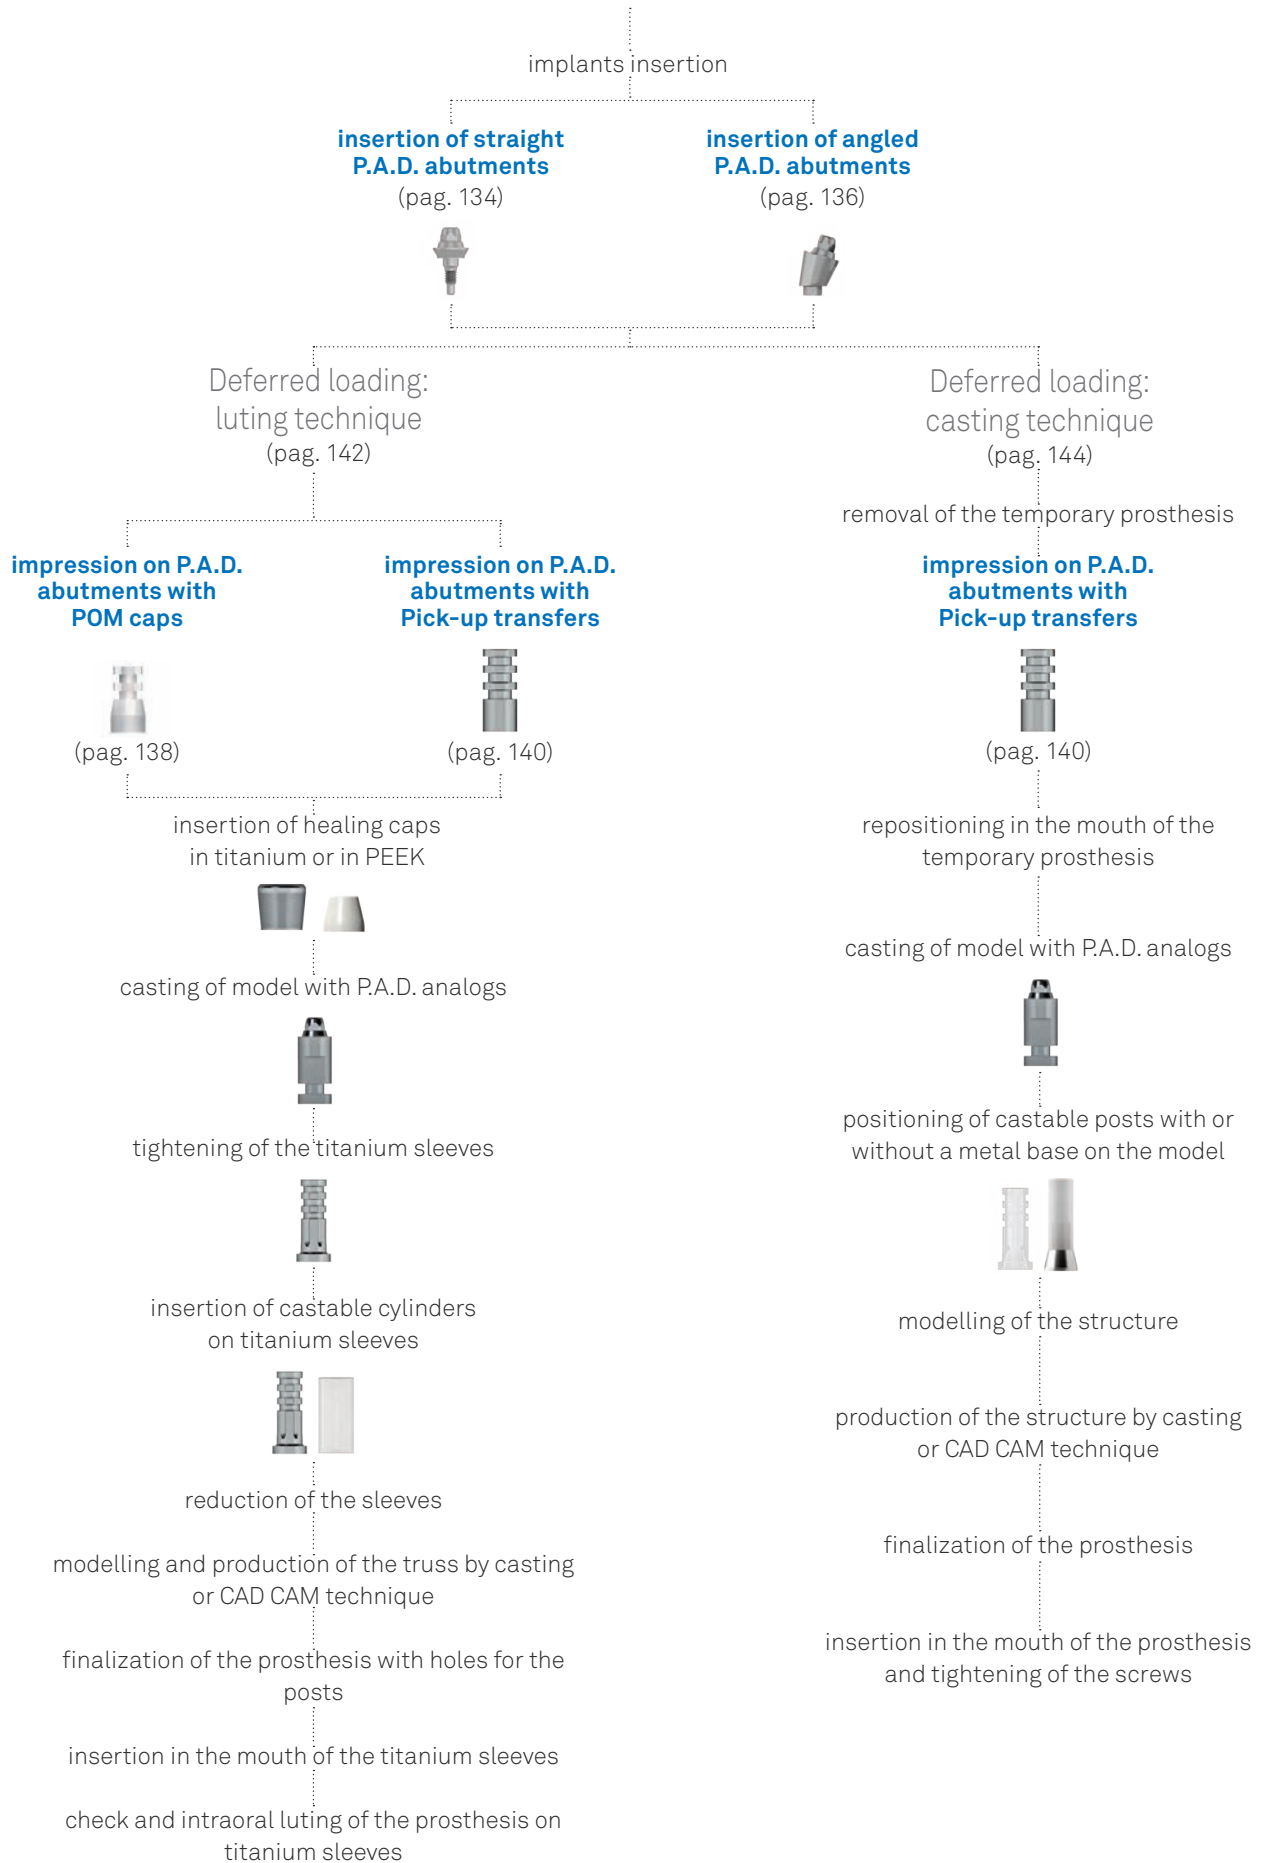 implants insertion
insertion of straight
P.A.D. abutments
(pag. 134)
insertion of angled
P.A.D. abutments
(pag. 136)
Deferred loading:
luting technique
(pag. 142)
impression on P.A.D.
abutments with
POM caps
(pag. 138)
impression on P.A.D.
abutments with
Pick-up transfers
(pag. 140)
insertion of healing caps
in titanium or in PEEK
casting of model with P.A.D. analogs
tightening of the titanium sleeves
insertion of castable cylinders
on titanium sleeves
reduction of the sleeves
modelling and production of the truss by casting
or CAD CAM technique
finalization of the prosthesis with holes for the
posts
insertion in the mouth of the titanium sleeves
check and intraoral luting of the prosthesis on
titanium sleeves
Deferred loading:
casting technique
(pag. 144)
removal of the temporary prosthesis
impression on P.A.D.
abutments with
Pick-up transfers
(pag. 140)
repositioning in the mouth of the
temporary prosthesis
casting of model with P.A.D. analogs
positioning of castable posts with or
without a metal base on the model
modelling of the structure
production of the structure by casting
or CAD CAM technique
finalization of the prosthesis
insertion in the mouth of the prosthesis
and tightening of the screws